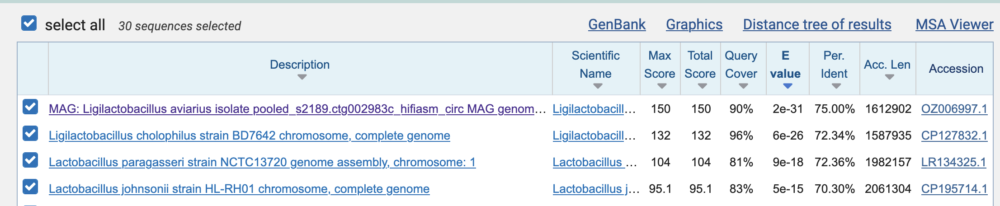 select all 30 sequences selected GenBank Graphics Distance tree of results MSA Viewer
Description Scientific Name Max Score Total Score Query Cover E value Per. Ident Acc. Len Accession
MAG: Ligilactobacillus aviarius isolate pooled_s2189.ctg002983c_hifiasm_circ MAG genom... Ligilactobacill... 150 150 90% 2e-31 75.00% 1612902 OZ006997.1
Ligilactobacillus cholophilus strain BD7642 chromosome, complete genome Ligilactobacill... 132 132 96% 6e-26 72.34% 1587935 CP127832.1
Lactobacillus paragasseri strain NCTC13720 genome assembly, chromosome: 1 Lactobacillus ... 104 104 81% 9e-18 72.36% 1982157 LR134325.1
Lactobacillus johnsonii strain HL-RH01 chromosome, complete genome Lactobacillus j... 95.1 95.1 83% 5e-15 70.30% 2061304 CP195714.1